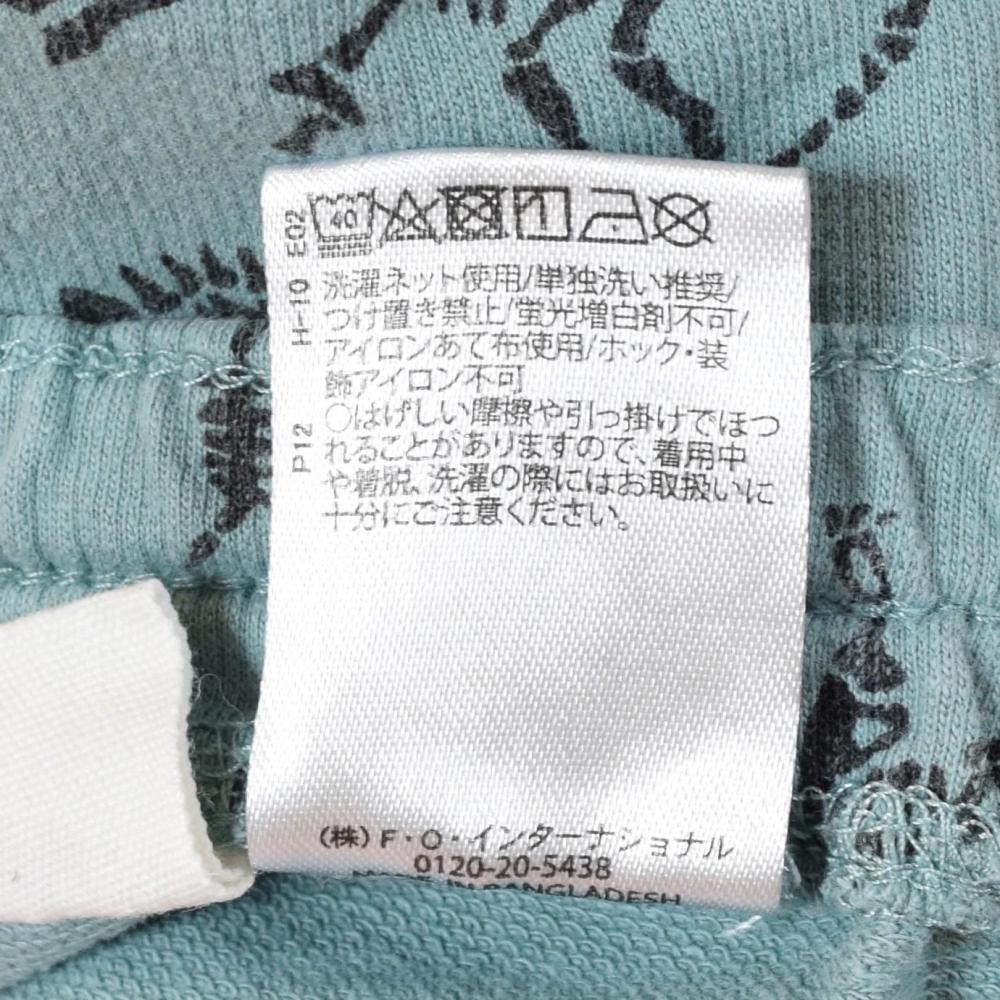 40
洗濯ネット使用/単独洗い推奨/
つけ置き禁止/蛍光増白剤不可/
アイロンあて布使用/ホック・装
飾アイロン不可
○はげしい摩擦や引っ掛けでほつ
れることがありますので、着用中
や着脱、洗濯の際にはお取扱いに
十分にご注意ください。
E02
H-10
P12
(株)F・O・インターナショナル
0120-20-5438
MADE IN BANGLADESH